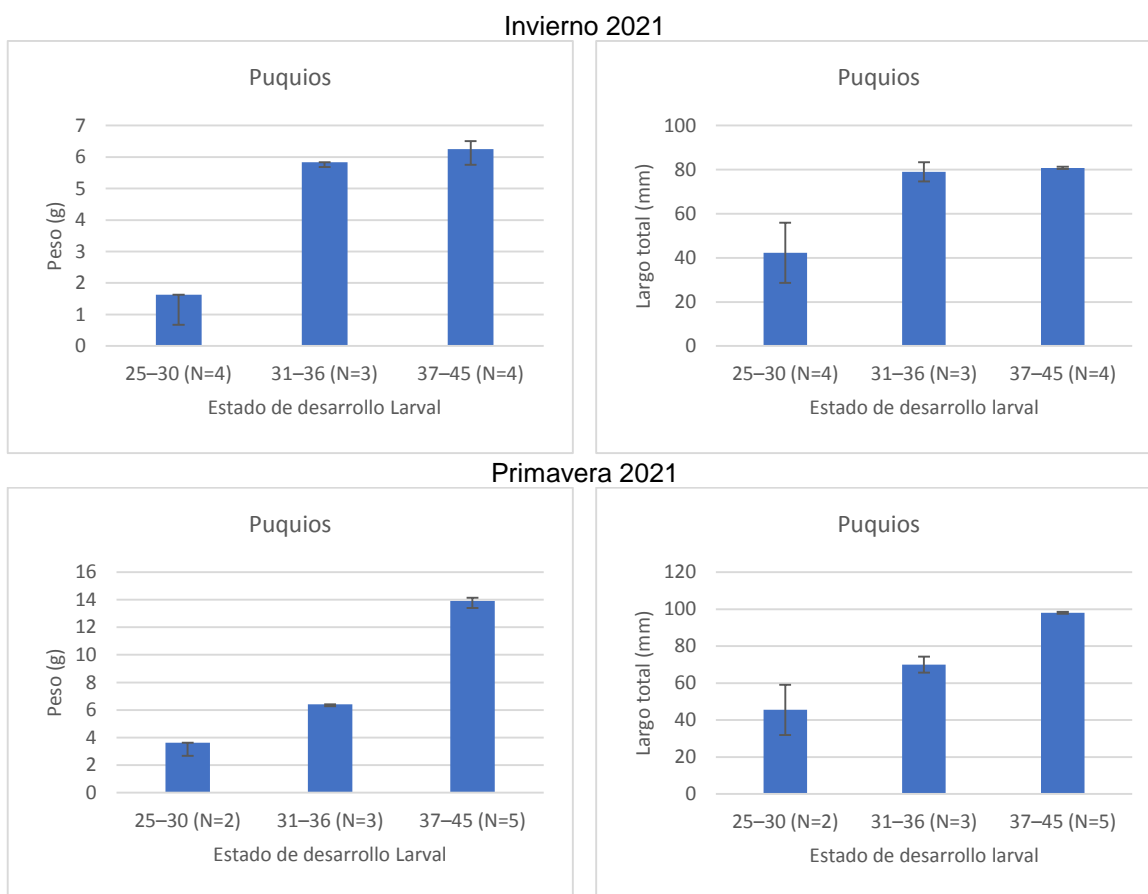 Invierno 2021
Puquios
Peso (g)
7
6
5
4
3
2
1
0
25–30 (N=4) 31–36 (N=3) 37–45 (N=4)
Estado de desarrollo Larval
Puquios
Largo total (mm)
100
80
60
40
20
0
25–30 (N=4) 31–36 (N=3) 37–45 (N=4)
Estado de desarrollo larval
Primavera 2021
Puquios
Peso (g)
16
14
12
10
8
6
4
2
0
25–30 (N=2) 31–36 (N=3) 37–45 (N=5)
Estado de desarrollo Larval
Puquios
Largo total (mm)
120
100
80
60
40
20
0
25–30 (N=2) 31–36 (N=3) 37–45 (N=5)
Estado de desarrollo larval